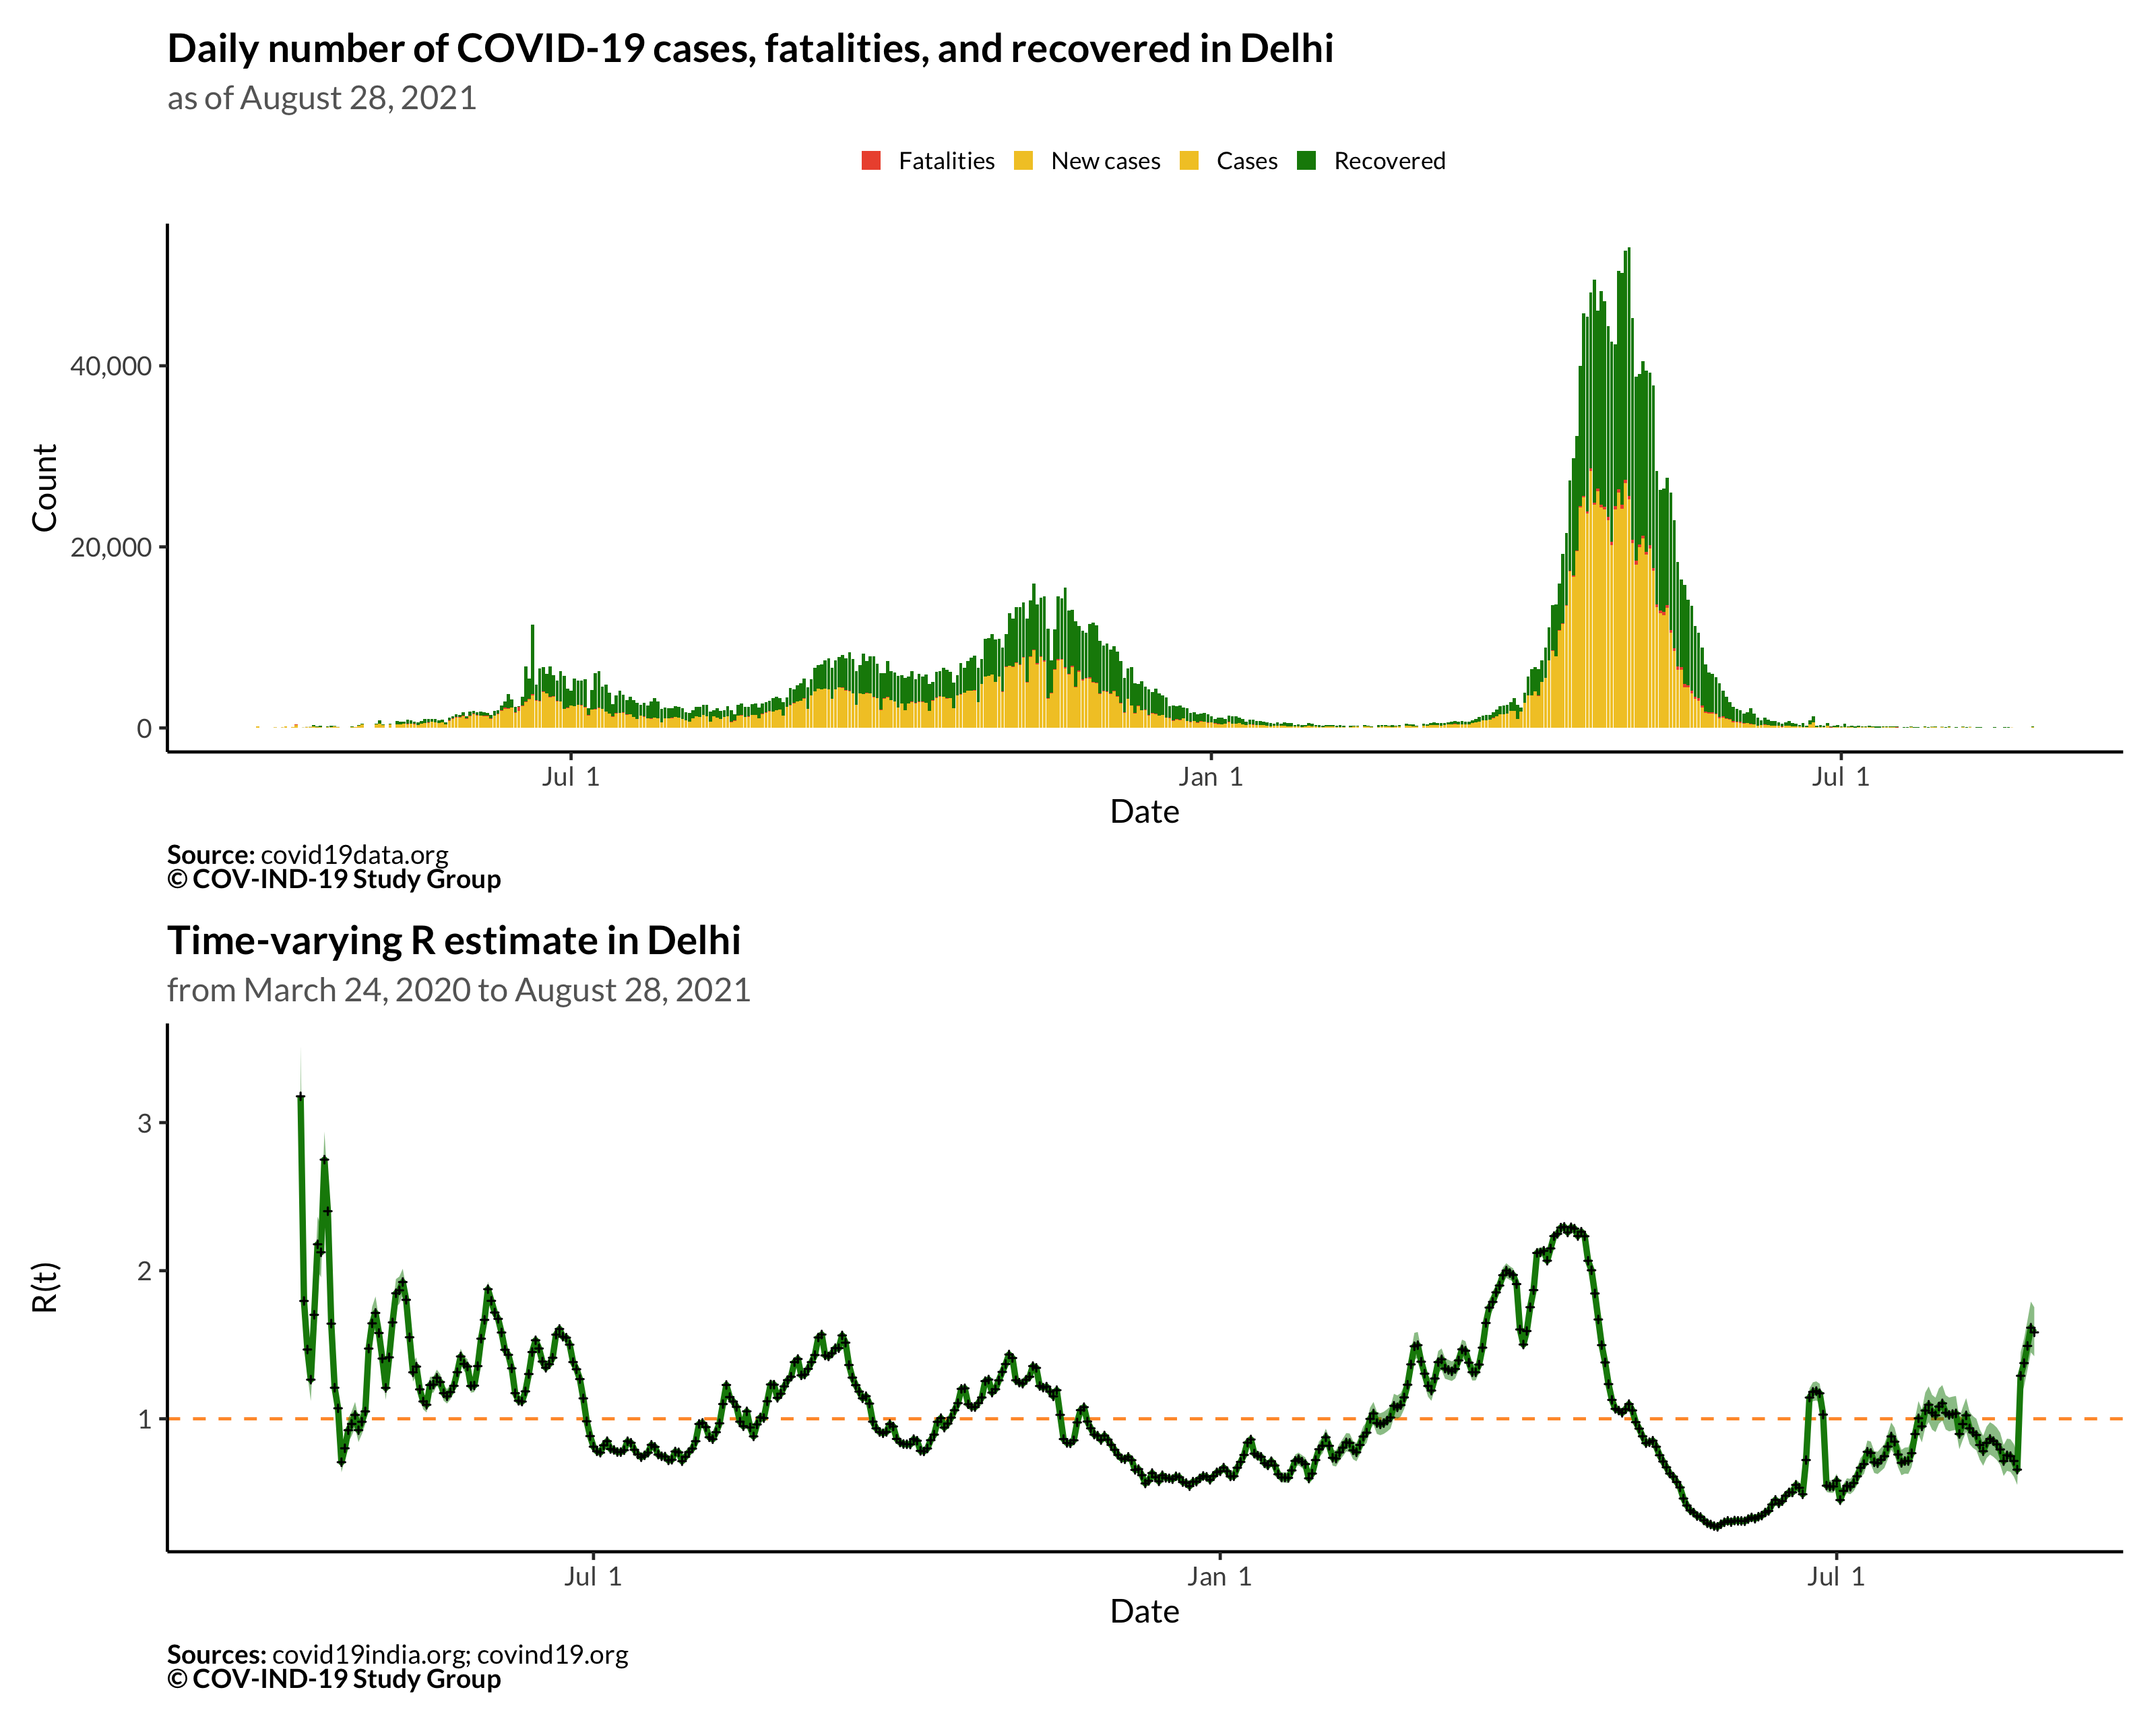 Daily number of COVID-19 cases, fatalities, and recovered in Delhi
as of August 28, 2021
Fatalities New cases Cases Recovered
Count
40,000
20,000
0
Jul 1 Jan 1 Jul 1
Date
Source: covid19data.org
© COV-IND-19 Study Group
Time-varying R estimate in Delhi
from March 24, 2020 to August 28, 2021
R(t)
3
2
1
Jul 1 Jan 1 Jul 1
Date
Sources: covid19india.org; covind19.org
© COV-IND-19 Study Group